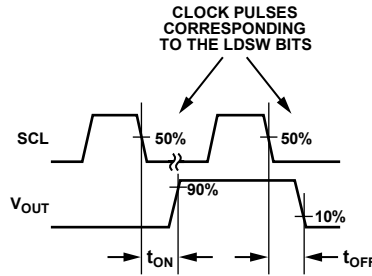 CLOCK PULSES
CORRESPONDING
TO THE LDSW BITS
SCL
50%
50%
VOUT
90%
10%
tON
tOFF